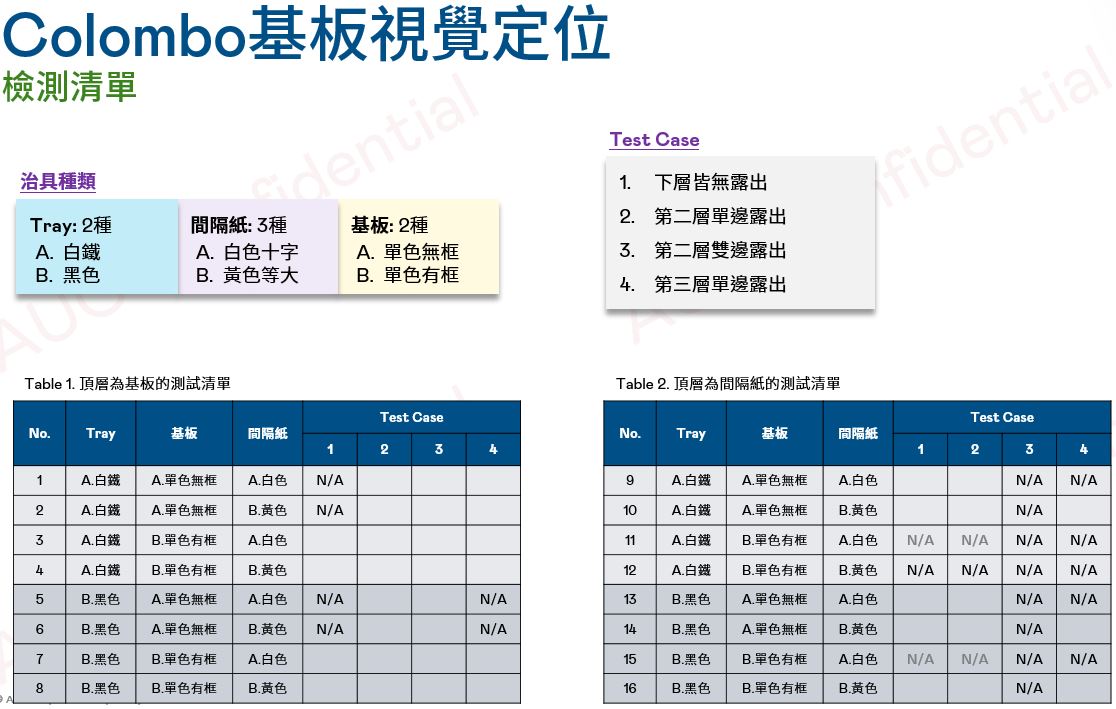 Colombo基板視覺定位
檢測清單
治具種類
Tray: 2種
A. 白鐵
B. 黑色
間隔紙: 3種
A. 白色十字
B. 黃色等大
基板: 2種
A. 單色無框
B. 單色有框
Test Case
1. 下層皆無露出
2. 第二層單邊露出
3. 第二層雙邊露出
4. 第三層單邊露出
Table 1. 頂層為基板的測試清單
No. Tray 基板 間隔紙 Test Case
1 2 3 4
1 A.白鐵 A.單色無框 A.白色 N/A
2 A.白鐵 A.單色無框 B.黃色 N/A
3 A.白鐵 B.單色有框 A.白色
4 A.白鐵 B.單色有框 B.黃色
5 B.黑色 A.單色無框 A.白色 N/A N/A
6 B.黑色 A.單色無框 B.黃色 N/A N/A
7 B.黑色 B.單色有框 A.白色
8 B.黑色 B.單色有框 B.黃色
Table 2. 頂層為間隔紙的測試清單
No. Tray 基板 間隔紙 Test Case
1 2 3 4
9 A.白鐵 A.單色無框 A.白色 N/A N/A
10 A.白鐵 A.單色無框 B.黃色 N/A
11 A.白鐵 B.單色有框 A.白色 N/A N/A N/A N/A
12 A.白鐵 B.單色有框 B.黃色 N/A N/A N/A N/A
13 B.黑色 A.單色無框 A.白色 N/A N/A
14 B.黑色 A.單色無框 B.黃色 N/A
15 B.黑色 B.單色有框 A.白色 N/A N/A N/A N/A
16 B.黑色 B.單色有框 B.黃色 N/A